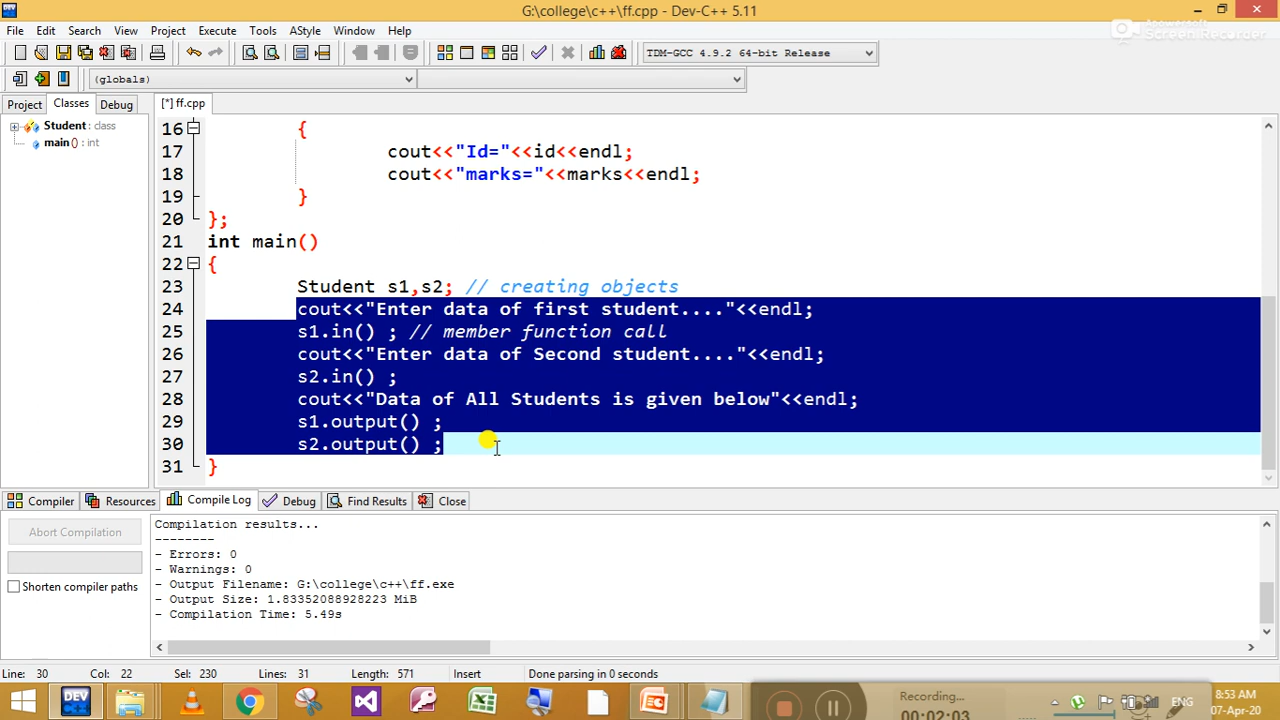 G:\college\c++\ff.cpp - Dev-C++ 5.11
File Edit Search View Project Execute Tools AStyle Window Help
Screen Recorder
TDM-GCC 4.9.2 64-bit Release
(globals)
Project Classes Debug [*] ff.cpp
Student : class
main () : int
16 {
17 cout<<"Id="<<id<<endl;
18 cout<<"marks="<<marks<<endl;
19 }
20 };
21 int main()
22 {
23 Student s1,s2; // creating objects
24 cout<<"Enter data of first student...."<<endl;
25 s1.in() ; // member function call
26 cout<<"Enter data of Second student...."<<endl;
27 s2.in() ;
28 cout<<"Data of All Students is given below"<<endl;
29 s1.output() ;
30 s2.output() ;
31 }
Compiler Resources Compile Log Debug Find Results Close
Abort Compilation
Shorten compiler paths
Compilation results...
--------
- Errors: 0
- Warnings: 0
- Output Filename: G:\college\c++\ff.exe
- Output Size: 1.83352088928223 MiB
- Compilation Time: 5.49s
Line: 30 Col: 22 Sel: 230 Lines: 31 Length: 571 Insert Done parsing in 0 seconds
DEV
Recording...
00:02:03
ENG
8:53 AM
07-Apr-20